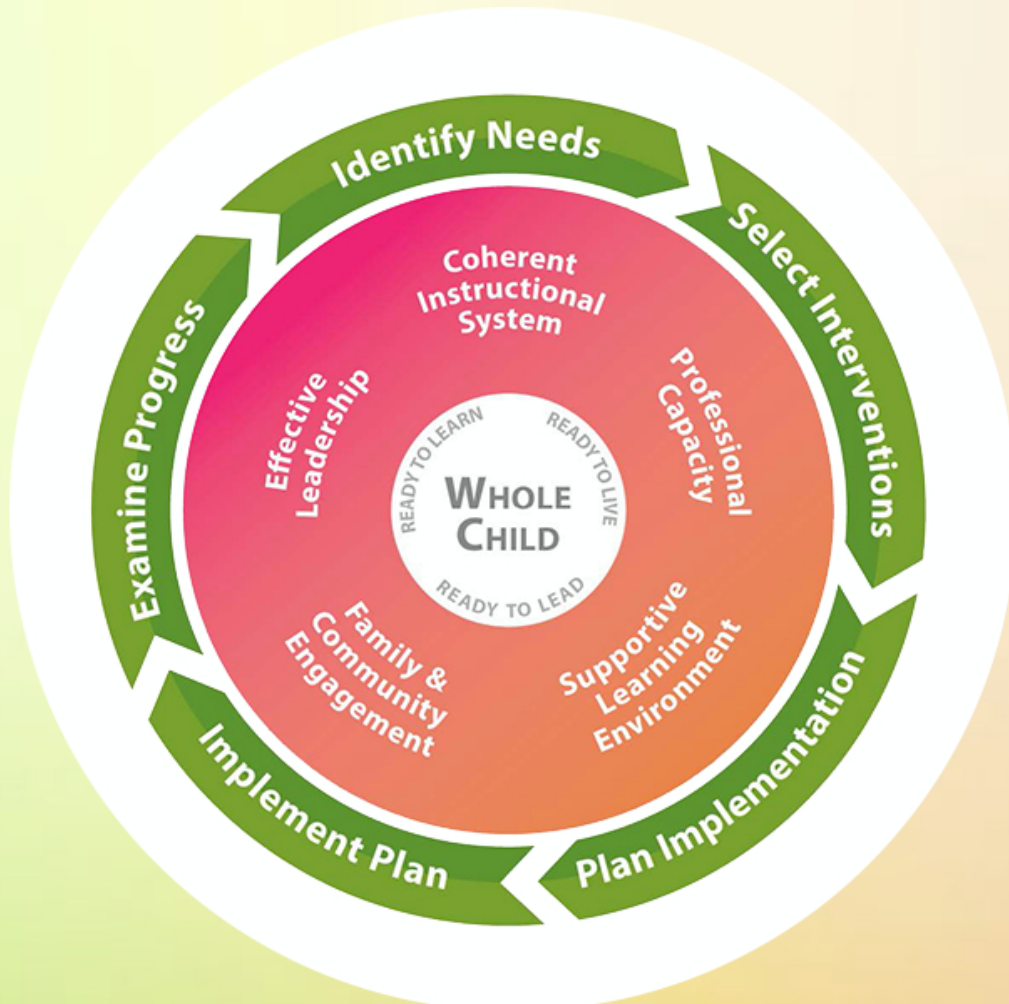 Identify Needs
Select Interventions
Plan Implementation
Implement Plan
Examine Progress
Coherent
Instructional
System
Professional
Capacity
Supportive
Learning
Environment
Family &
Community
Engagement
Effective
Leadership
READY TO LEARN
READY TO LIVE
READY TO LEAD
WHOLE
CHILD